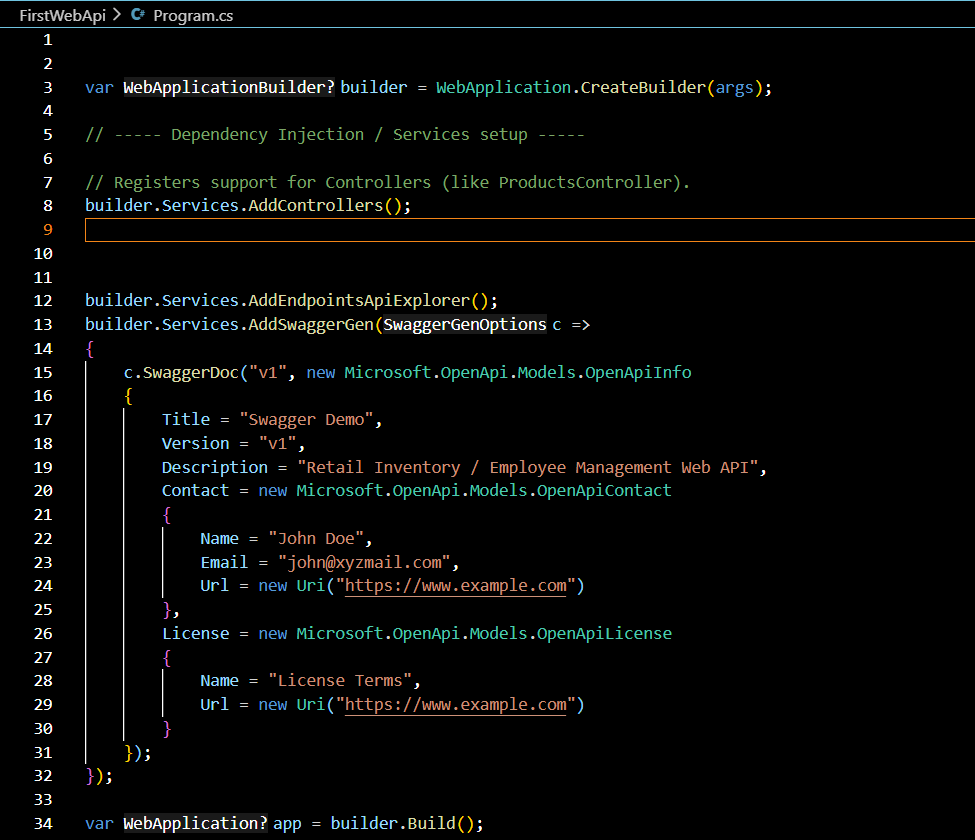 FirstWebApi > C# Program.cs
1
2
3 var WebApplicationBuilder? builder = WebApplication.CreateBuilder(args);
4
5 // ----- Dependency Injection / Services setup -----
6
7 // Registers support for Controllers (like ProductsController).
8 builder.Services.AddControllers();
9
10
11
12 builder.Services.AddEndpointsApiExplorer();
13 builder.Services.AddSwaggerGen(SwaggerGenOptions c =>
14 {
15     c.SwaggerDoc("v1", new Microsoft.OpenApi.Models.OpenApiInfo
16     {
17         Title = "Swagger Demo",
18         Version = "v1",
19         Description = "Retail Inventory / Employee Management Web API",
20         Contact = new Microsoft.OpenApi.Models.OpenApiContact
21         {
22             Name = "John Doe",
23             Email = "john@xyzmail.com",
24             Url = new Uri("https://www.example.com")
25         },
26         License = new Microsoft.OpenApi.Models.OpenApiLicense
27         {
28             Name = "License Terms",
29             Url = new Uri("https://www.example.com")
30         }
31     });
32 });
33
34 var WebApplication? app = builder.Build();